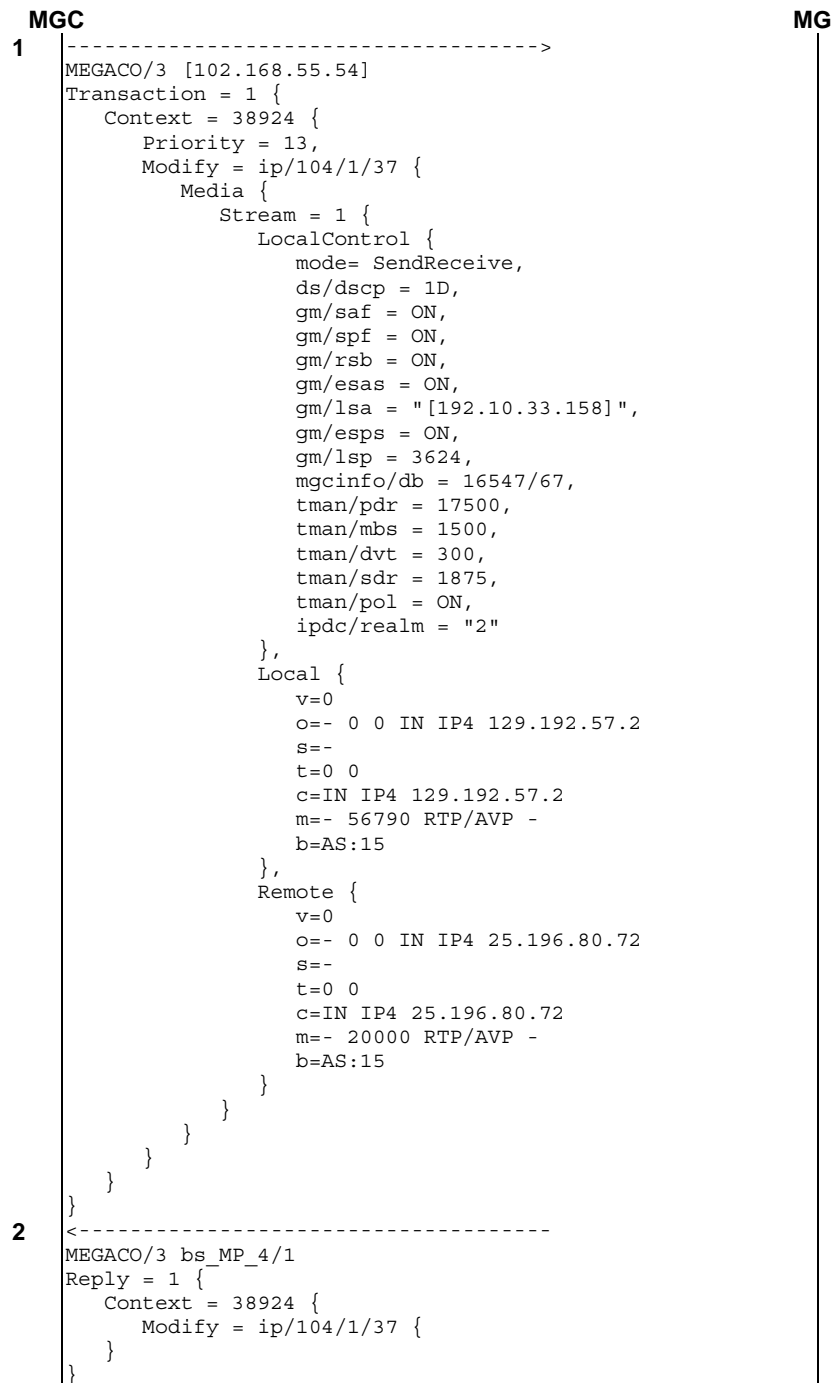 MGC MG
1 ------------------------------------->
MEGACO/3 [102.168.55.54]
Transaction = 1 {
   Context = 38924 {
      Priority = 13,
      Modify = ip/104/1/37 {
         Media {
            Stream = 1 {
               LocalControl {
                  mode= SendReceive,
                  ds/dscp = 1D,
                  gm/saf = ON,
                  gm/spf = ON,
                  gm/rsb = ON,
                  gm/esas = ON,
                  gm/lsa = "[192.10.33.158]",
                  gm/esps = ON,
                  gm/lsp = 3624,
                  mgcinfo/db = 16547/67,
                  tman/pdr = 17500,
                  tman/mbs = 1500,
                  tman/dvt = 300,
                  tman/sdr = 1875,
                  tman/pol = ON,
                  ipdc/realm = "2"
               },
               Local {
                  v=0
                  o=- 0 0 IN IP4 129.192.57.2
                  s=-
                  t=0 0
                  c=IN IP4 129.192.57.2
                  m=- 56790 RTP/AVP -
                  b=AS:15
               },
               Remote {
                  v=0
                  o=- 0 0 IN IP4 25.196.80.72
                  s=-
                  t=0 0
                  c=IN IP4 25.196.80.72
                  m=- 20000 RTP/AVP -
                  b=AS:15
               }
            }
         }
      }
   }
}
2 <-------------------------------------
MEGACO/3 bs_MP_4/1
Reply = 1 {
   Context = 38924 {
      Modify = ip/104/1/37 {
   }
}